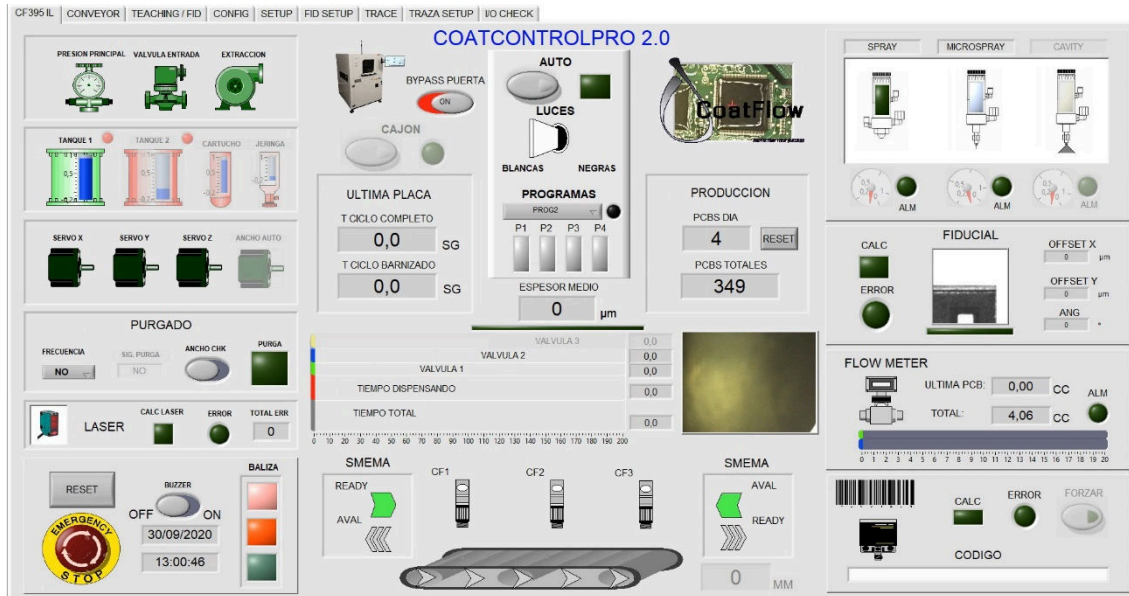 CF395 IL CONVEYOR TEACHING / FID CONFIG SETUP FID SETUP TRACE TRAZA SETUP I/O CHECK
COATCONTROLPRO 2.0
PRESION PRINCIPAL VALVULA ENTRADA EXTRACCION
TANQUE 1 TANQUE 2 CARTUCHO JERINGA
SERVO X SERVO Y SERVO Z ANCHO AUTO
PURGADO
FRECUENCIA SIG. PURGA ANCHO CHK PURGA
NO NO
LASER
CALC LASER ERROR TOTAL ERR
0
RESET
BUZZER
OFF ON
BALIZA
EMERGENCY
STOP
30/09/2020
13:00:46
BYPASS PUERTA
ON
CAJON
AUTO
LUCES
BLANCAS NEGRAS
PROGRAMAS
PROG2
P1 P2 P3 P4
ESPESOR MEDIO
0 µm
CoatFlow
ULTIMA PLACA
T CICLO COMPLETO
0,0 SG
T CICLO BARNIZADO
0,0 SG
PRODUCCION
PCBS DIA
4 RESET
PCBS TOTALES
349
VALVULA 3 0,0
VALVULA 2 0,0
VALVULA 1 0,0
TIEMPO DISPENSANDO 0,0
TIEMPO TOTAL 0,0
0 10 20 30 40 50 60 70 80 90 100 110 120 130 140 150 160 170 180 190 200
SMEMA
READY
AVAL
CF1 CF2 CF3
SMEMA
AVAL
READY
0 MM
SPRAY MICROSPRAY CAVITY
ALM ALM ALM
FIDUCIAL
CALC
ERROR
OFFSET X
0 µm
OFFSET Y
0 µm
ANG
0 °
FLOW METER
ULTIMA PCB: 0,00 CC
TOTAL: 4,06 CC
ALM
0 1 2 3 4 5 6 7 8 9 10 11 12 13 14 15 16 17 18 19 20
CALC ERROR FORZAR
CODIGO